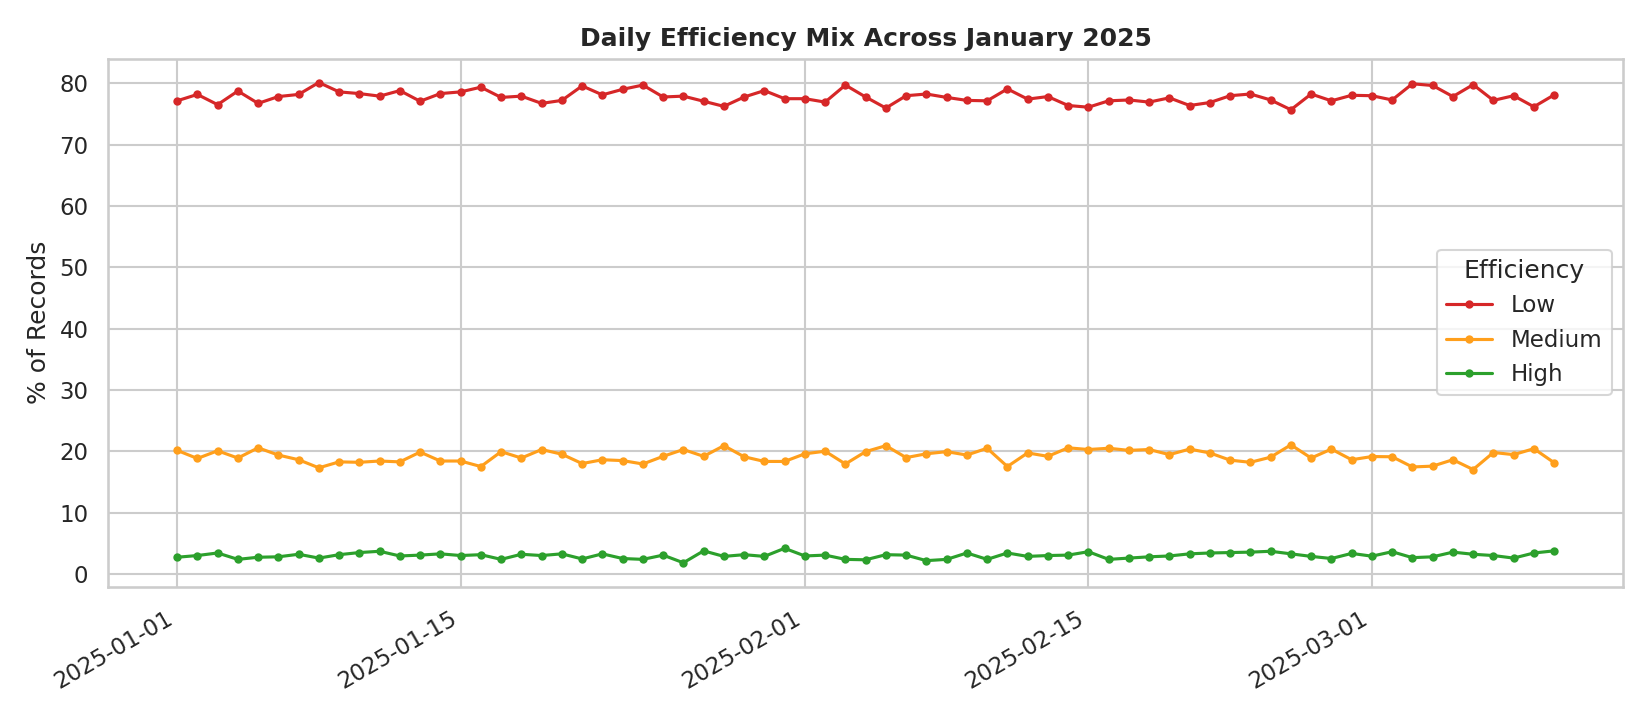 Daily Efficiency Mix Across January 2025
% of Records
80
70
60
50
40
30
20
10
0
Efficiency
Low
Medium
High
2025-01-01
2025-01-15
2025-02-01
2025-02-15
2025-03-01